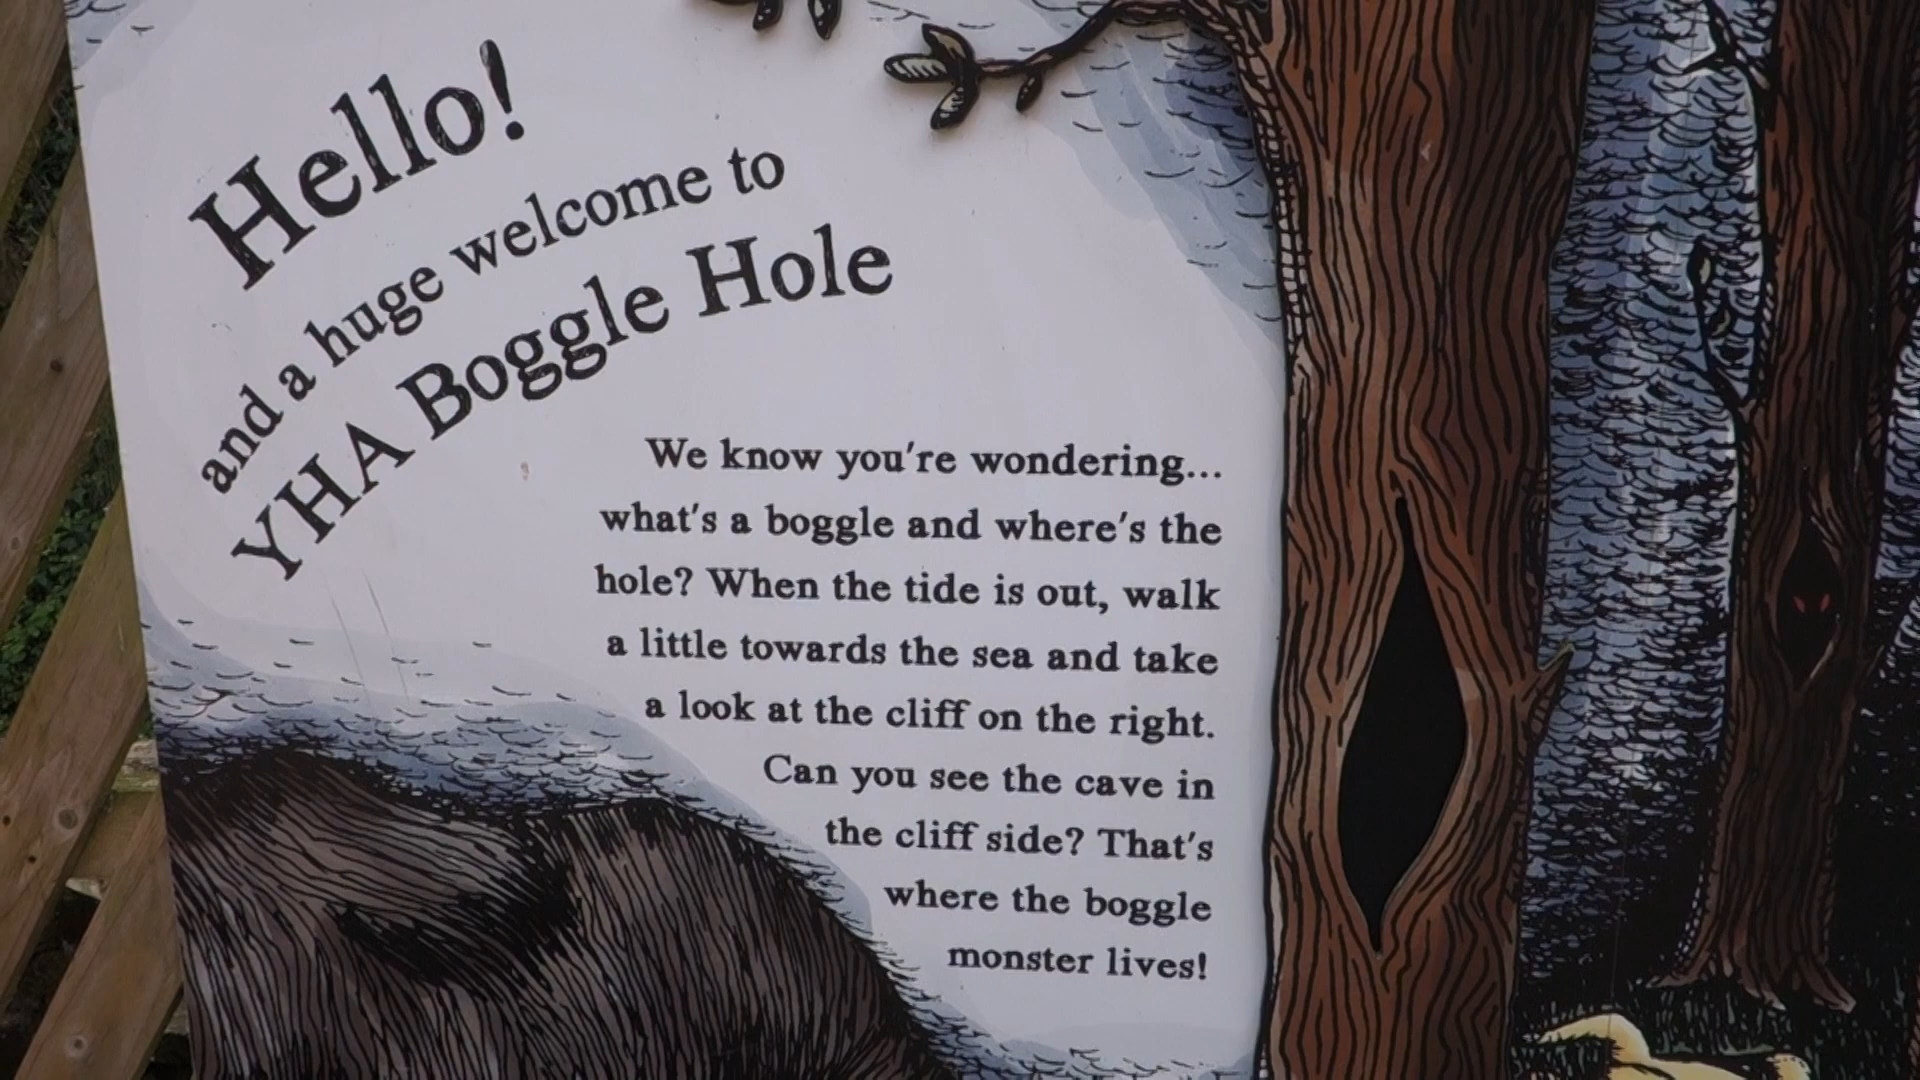 Hello!
and a huge welcome to
YHA Boggle Hole
We know you're wondering...
what's a boggle and where's the
hole? When the tide is out, walk
a little towards the sea and take
a look at the cliff on the right.
Can you see the cave in
the cliff side? That's
where the boggle
monster lives!